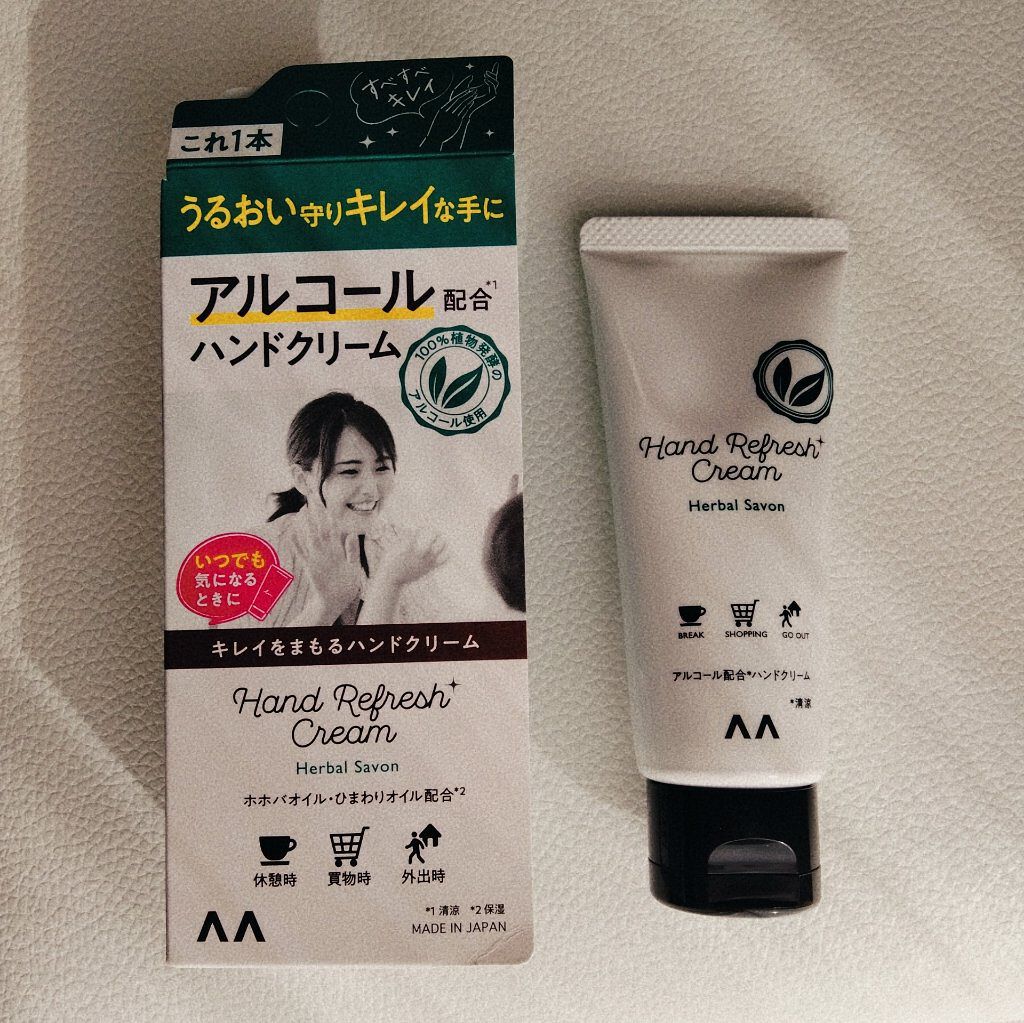 すべすべ
キレイ
これ1本
うるおい守りキレイな手に
アルコール配合*1
ハンドクリーム
100%植物発酵の
アルコール使用
いつでも
気になる
ときに
キレイをまもるハンドクリーム
Hand Refresh
Cream
Herbal Savon
ホホバオイル・ひまわりオイル配合*2
休憩時 買物時 外出時
*1 清涼 *2 保湿
MADE IN JAPAN
Hand Refresh
Cream
Herbal Savon
BREAK SHOPPING GO OUT
アルコール配合*ハンドクリーム
*清涼